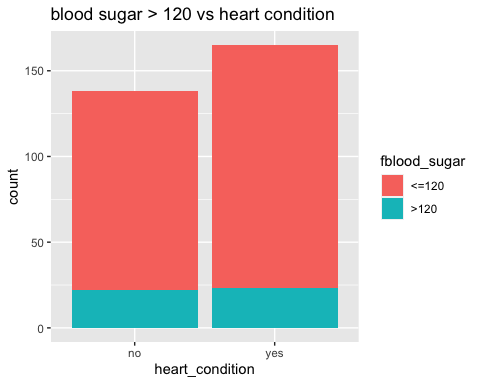 blood sugar > 120 vs heart condition
150
100
50
0
count
no
yes
heart_condition
fblood_sugar
<=120
>120